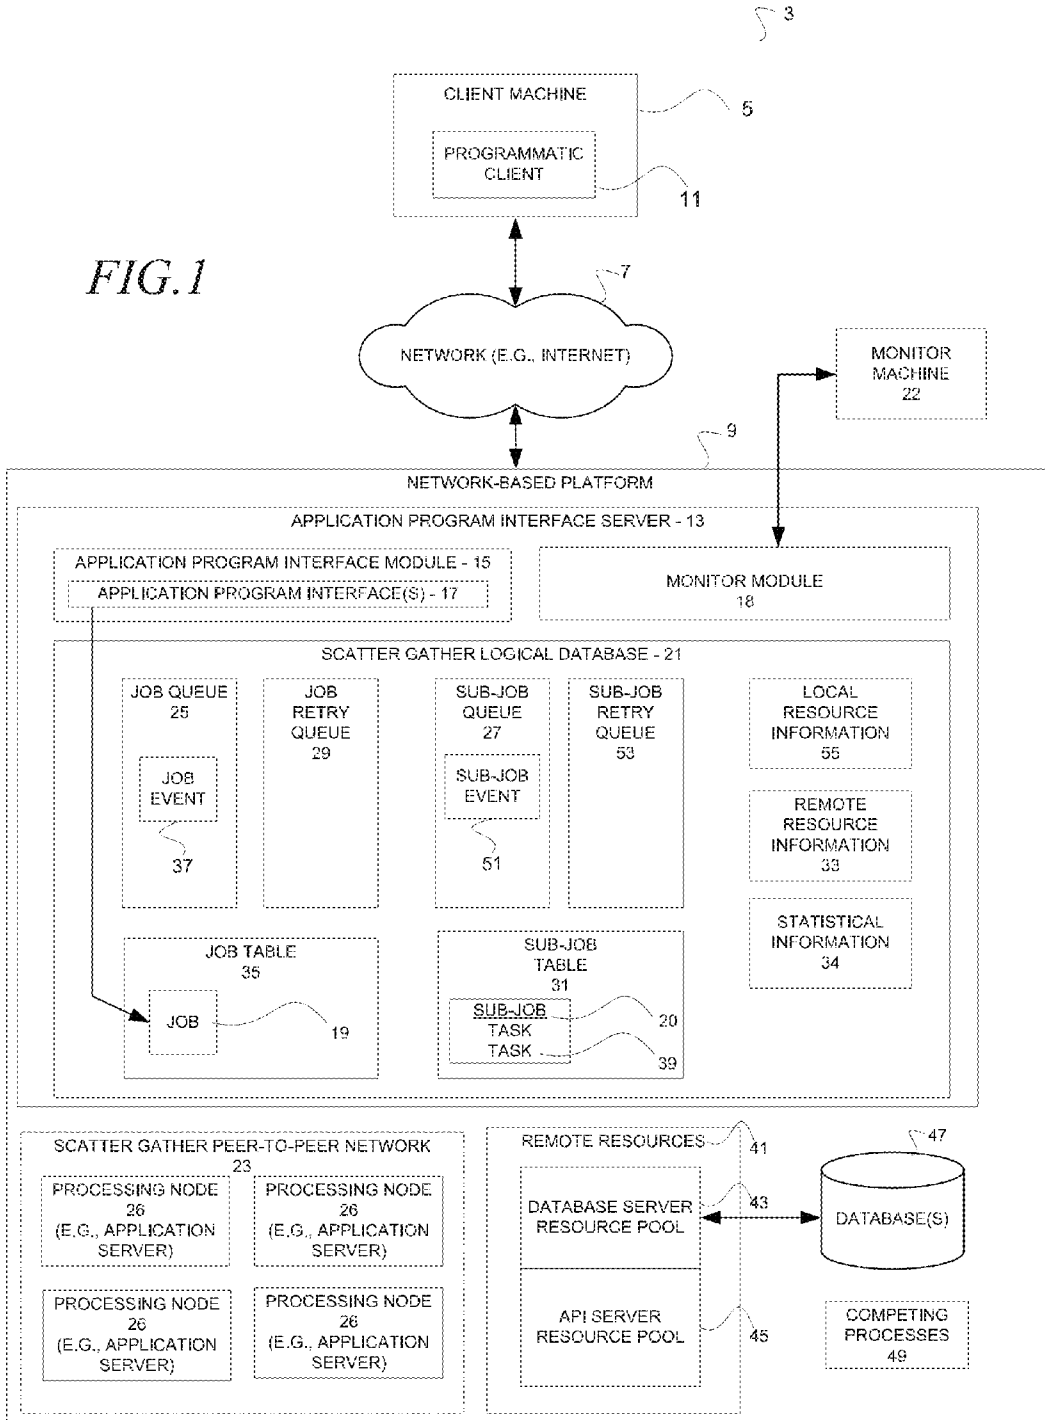 3
CLIENT MACHINE
5
PROGRAMMATIC
CLIENT
11
FIG.1
7
NETWORK (E.G., INTERNET)
MONITOR
MACHINE
22
9
NETWORK-BASED PLATFORM
APPLICATION PROGRAM INTERFACE SERVER - 13
APPLICATION PROGRAM INTERFACE MODULE - 15
APPLICATION PROGRAM INTERFACE(S) - 17
MONITOR MODULE
18
SCATTER GATHER LOGICAL DATABASE - 21
JOB QUEUE
25
JOB
EVENT
37
JOB
RETRY
QUEUE
29
SUB-JOB
QUEUE
27
SUB-JOB
EVENT
51
SUB-JOB
RETRY
QUEUE
53
LOCAL
RESOURCE
INFORMATION
55
REMOTE
RESOURCE
INFORMATION
33
STATISTICAL
INFORMATION
34
JOB TABLE
35
JOB
19
SUB-JOB
TABLE
31
SUB-JOB
20
TASK
TASK
39
SCATTER GATHER PEER-TO-PEER NETWORK
23
PROCESSING NODE
26
(E.G., APPLICATION
SERVER)
PROCESSING NODE
26
(E.G., APPLICATION
SERVER)
PROCESSING NODE
26
(E.G., APPLICATION
SERVER)
PROCESSING NODE
26
(E.G., APPLICATION
SERVER)
REMOTE RESOURCES
41
DATABASE SERVER
RESOURCE POOL
43
API SERVER
RESOURCE POOL
45
47
DATABASE(S)
COMPETING
PROCESSES
49